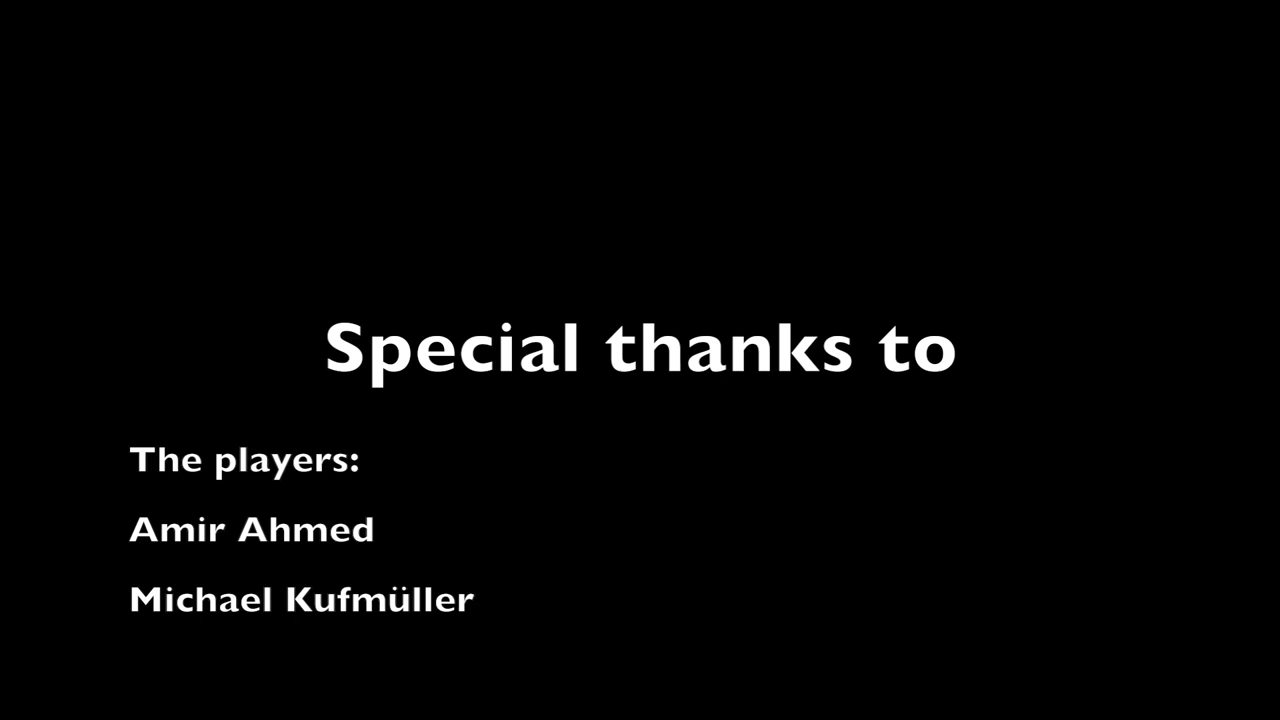 Special thanks to
The players:
Amir Ahmed
Michael Kufmüller